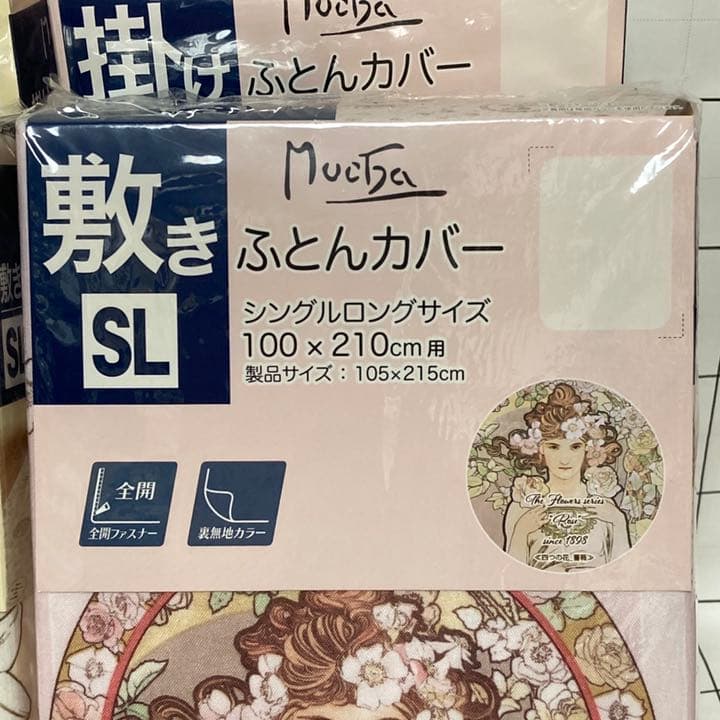 掛け
ふとんカバー
Mucha
敷き
ふとんカバー
SL
シングルロングサイズ
100×210cm用
製品サイズ：105×215cm
全開
全開ファスナー
裏無地カラー
The Flowers series
"Rose"
since 1898
≪四つの花、薔薇≫
敷き